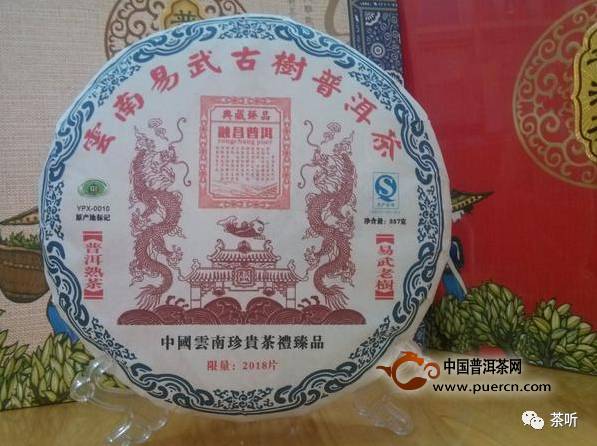 雲南易武古樹普洱茶
典藏臻品
融昌普洱
rongchang puer
YPX-0010
原产地标记
净含量：357克
【普洱熟茶】
【易武老樹】
中國雲南珍貴茶禮臻品
限量：2018片
中国普洱茶网
www.puercn.com
茶听